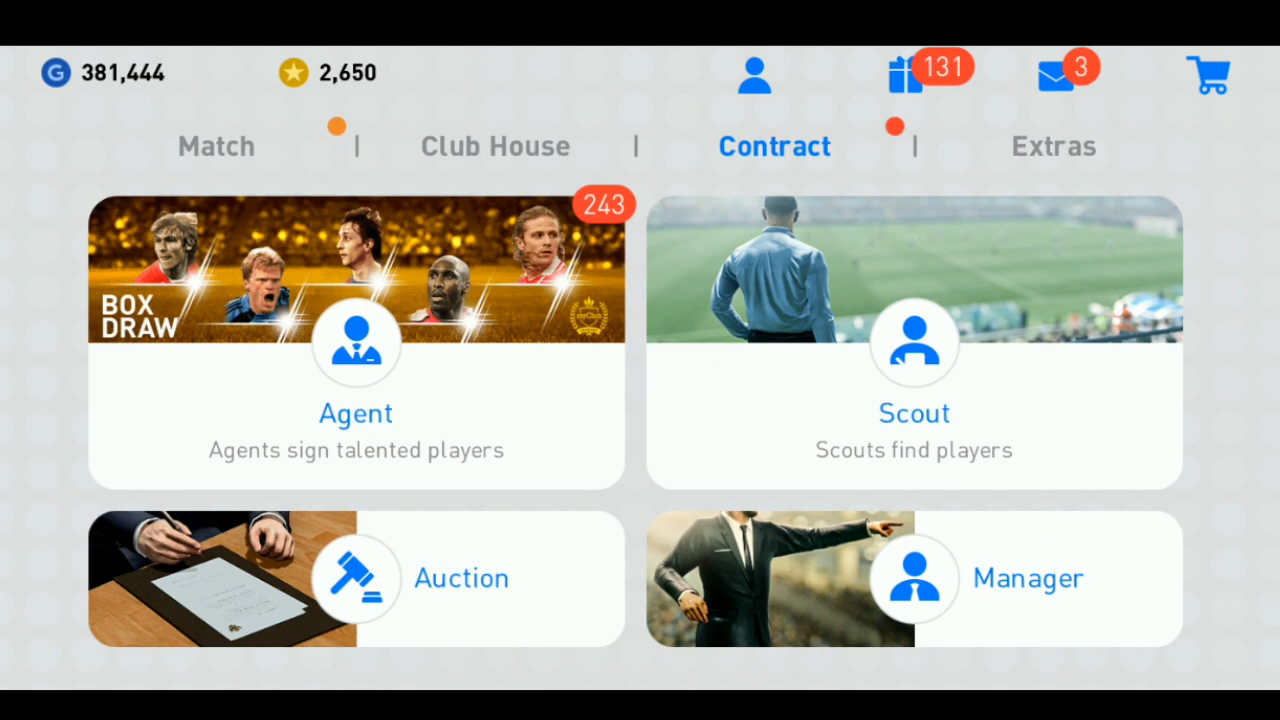 G 381,444
2,650
131
3
Match | Club House | Contract | Extras
243
BOX
DRAW
myClub
Agent
Agents sign talented players
Scout
Scouts find players
Auction
Manager